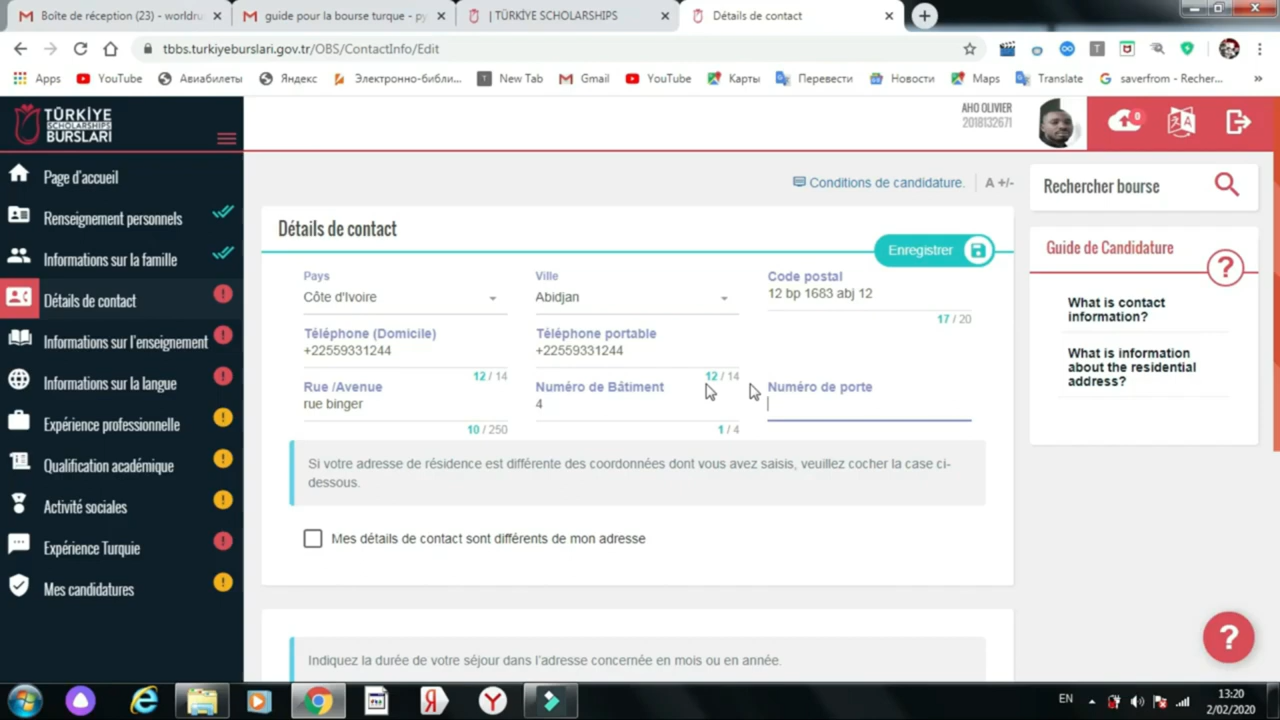 Boîte de réception (23) - worldru
guide pour la bourse turque - py
| TÜRKİYE SCHOLARSHIPS
Détails de contact
tbbs.turkiyeburslari.gov.tr/OBS/ContactInfo/Edit
Apps
YouTube
Авиабилеты
Яндекс
Электронно-библи...
New Tab
Gmail
YouTube
Карты
Перевести
Новости
Maps
Translate
saverfrom - Recher...
»
TÜRKİYE
SCHOLARSHIPS
BURSLARI
AHO OLIVIER
2018132671
0
Page d'accueil
Renseignement personnels
Informations sur la famille
Détails de contact
Informations sur l'enseignement
Informations sur la langue
Expérience professionnelle
Qualification académique
Activité sociales
Expérience Turquie
Mes candidatures
Conditions de candidature.
A +/-
Détails de contact
Enregistrer
Pays
Ville
Code postal
Côte d'Ivoire
Abidjan
12 bp 1683 abj 12
17 / 20
Téléphone (Domicile)
Téléphone portable
+22559331244
+22559331244
12 / 14
12 / 14
Rue /Avenue
Numéro de Bâtiment
Numéro de porte
rue binger
4
10 / 250
1 / 4
Si votre adresse de résidence est différente des coordonnées dont vous avez saisis, veuillez cocher la case ci-
dessous.
Mes détails de contact sont différents de mon adresse
Indiquez la durée de votre séjour dans l'adresse concernée en mois ou en année.
Rechercher bourse
Guide de Candidature
?
What is contact
information?
What is information
about the residential
address?
?
EN
13:20
2/02/2020